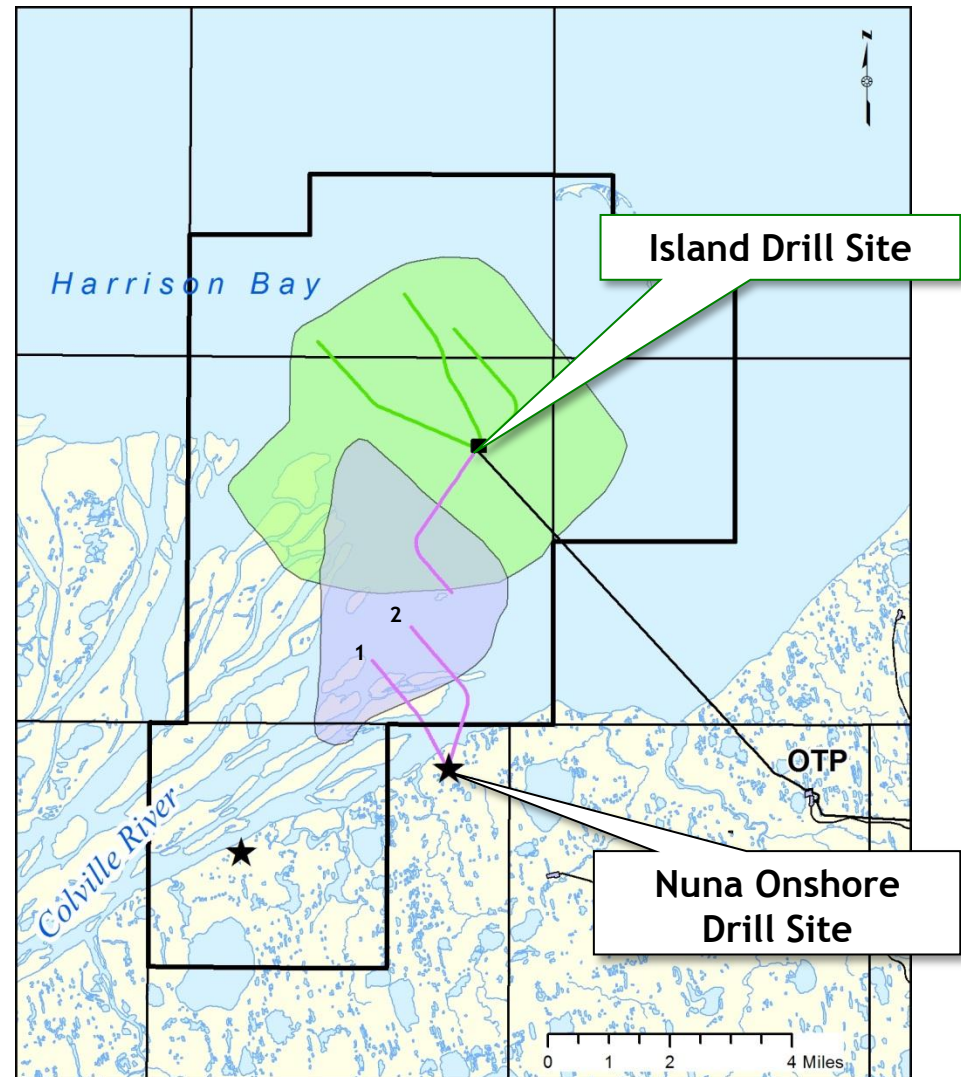 N
Island Drill Site
Harrison Bay
2
1
OTP
Colville River
Nuna Onshore
Drill Site
0 1 2 4 Miles